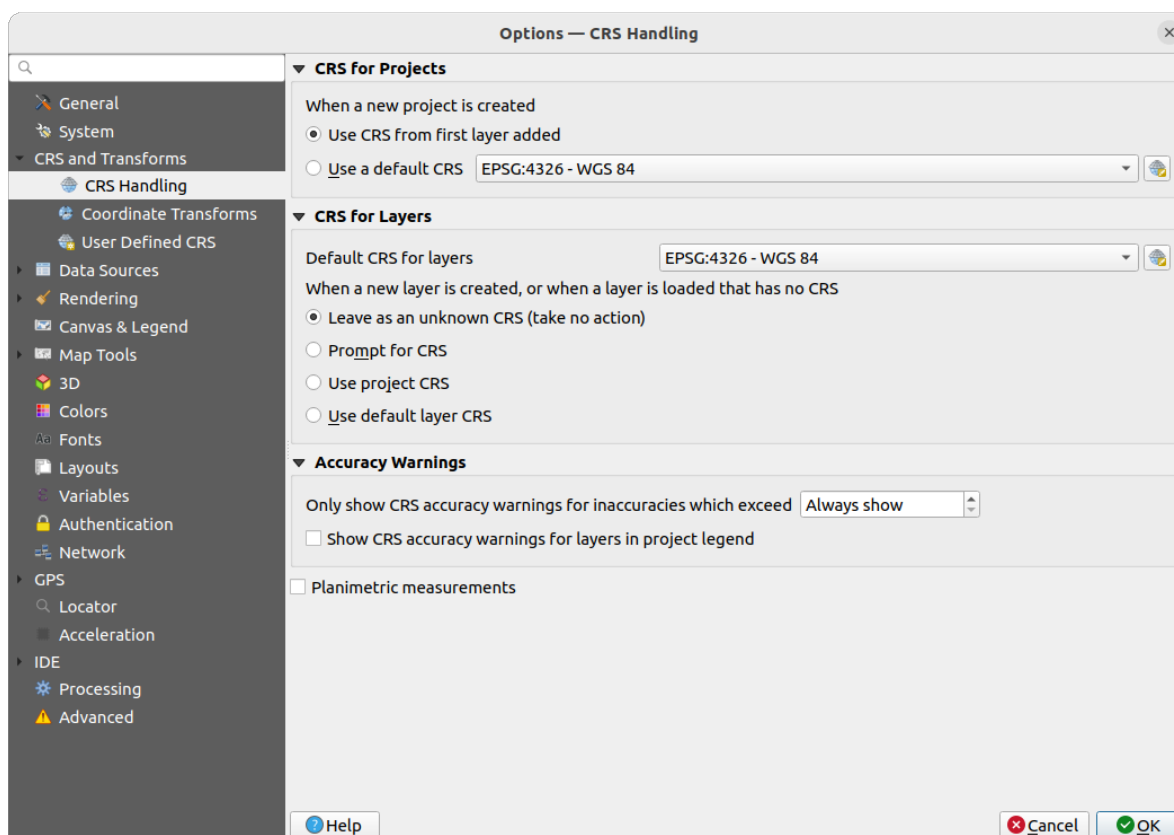 Options — CRS Handling
General
System
CRS and Transforms
CRS Handling
Coordinate Transforms
User Defined CRS
Data Sources
Rendering
Canvas & Legend
Map Tools
3D
Colors
Aa Fonts
Layouts
Variables
Authentication
Network
GPS
Locator
Acceleration
IDE
Processing
Advanced
CRS for Projects
When a new project is created
Use CRS from first layer added
Use a default CRS EPSG:4326 - WGS 84
CRS for Layers
Default CRS for layers EPSG:4326 - WGS 84
When a new layer is created, or when a layer is loaded that has no CRS
Leave as an unknown CRS (take no action)
Prompt for CRS
Use project CRS
Use default layer CRS
Accuracy Warnings
Only show CRS accuracy warnings for inaccuracies which exceed Always show
Show CRS accuracy warnings for layers in project legend
Planimetric measurements
? Help Cancel OK